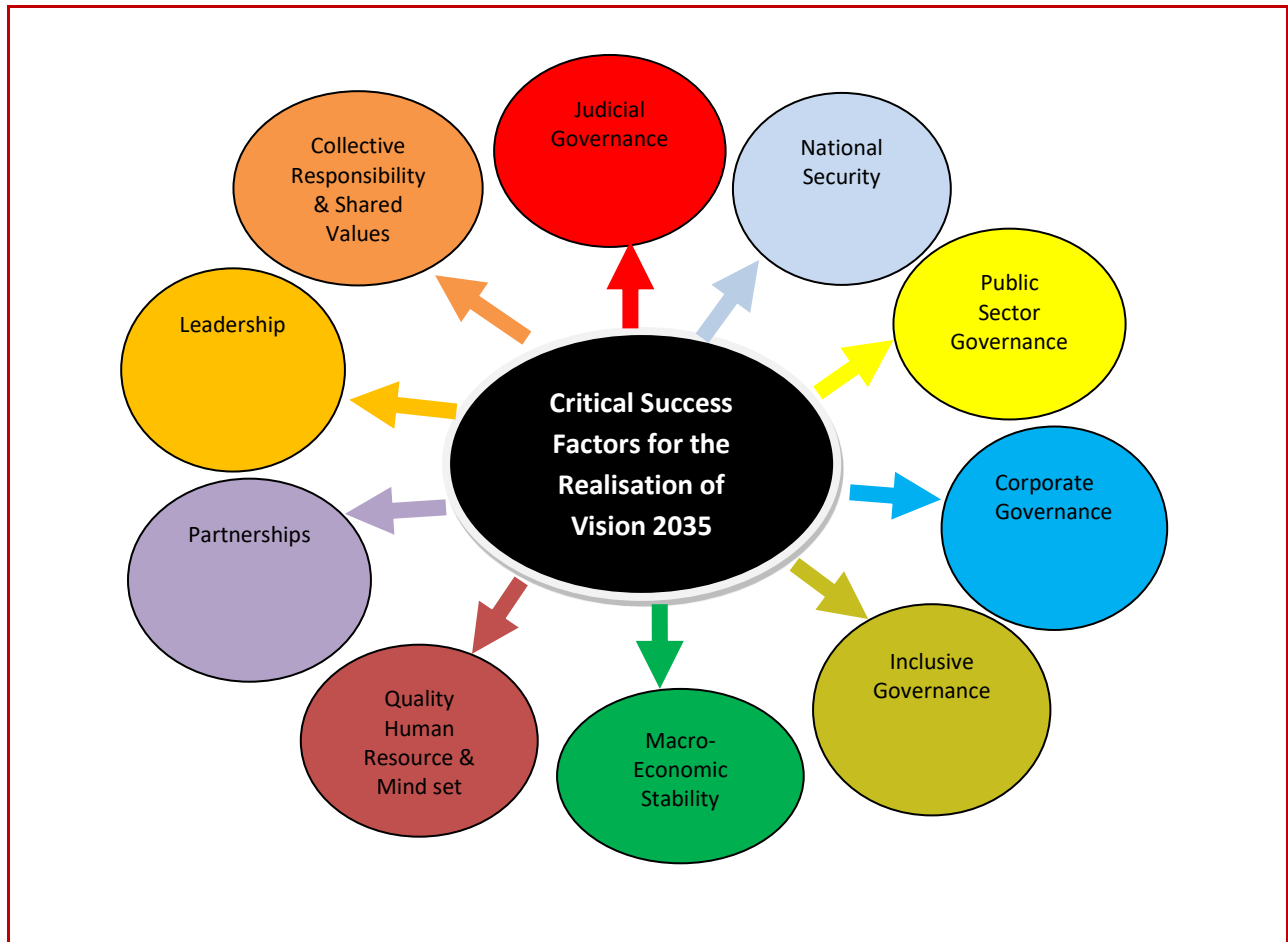 Judicial
Governance
National
Security
Public
Sector
Governance
Corporate
Governance
Inclusive
Governance
Macro-
Economic
Stability
Quality
Human
Resource &
Mind set
Partnerships
Leadership
Collective
Responsibility
& Shared
Values
Critical Success
Factors for the
Realisation of
Vision 2035